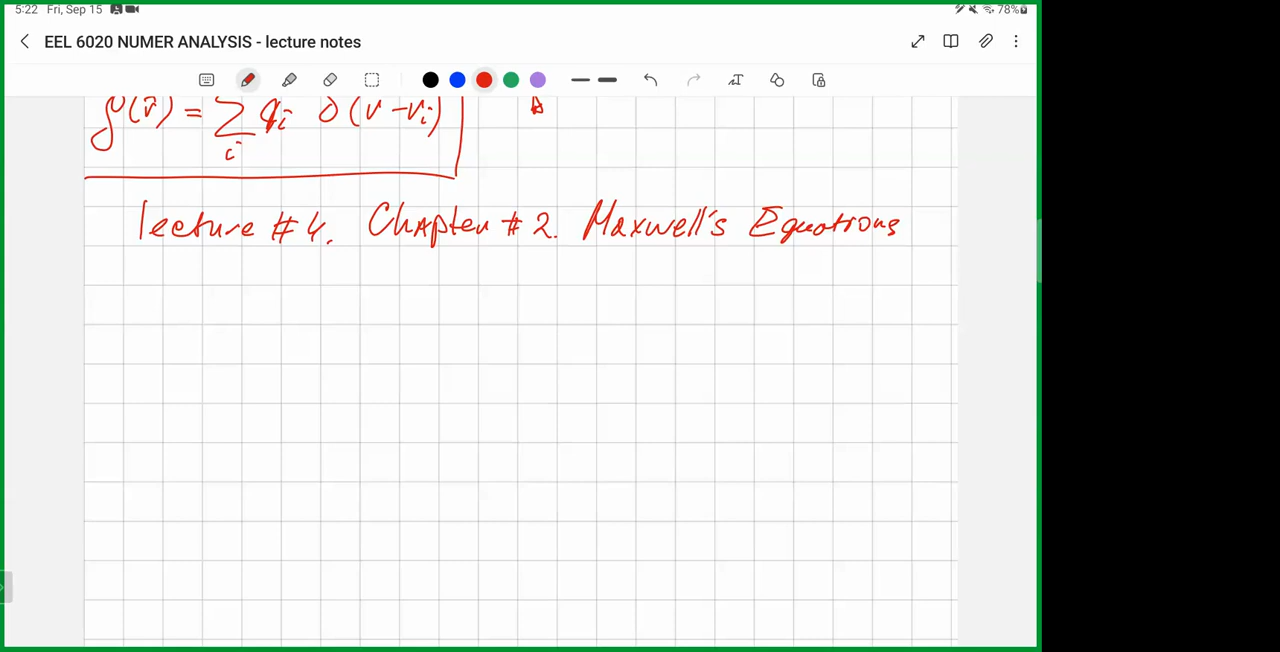 5:22 Fri, Sep 15 78%
EEL 6020 NUMER ANALYSIS - lecture notes
ρ(r̄) = ∑ qᵢ δ(r - rᵢ)
i
lecture # 4. Chapter # 2. Maxwell's Equations